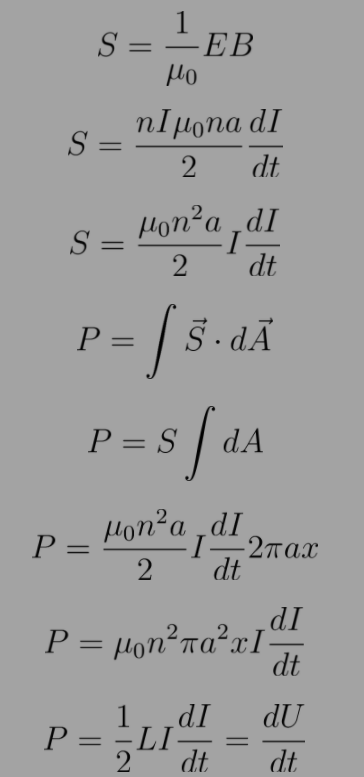 S = \frac{1}{\mu_0} EB
S = \frac{nI\mu_0 na}{2} \frac{dI}{dt}
S = \frac{\mu_0 n^2 a}{2} I \frac{dI}{dt}
P = \int \vec{S} \cdot d\vec{A}
P = S \int dA
P = \frac{\mu_0 n^2 a}{2} I \frac{dI}{dt} 2\pi ax
P = \mu_0 n^2 \pi a^2 x I \frac{dI}{dt}
P = \frac{1}{2} LI \frac{dI}{dt} = \frac{dU}{dt}